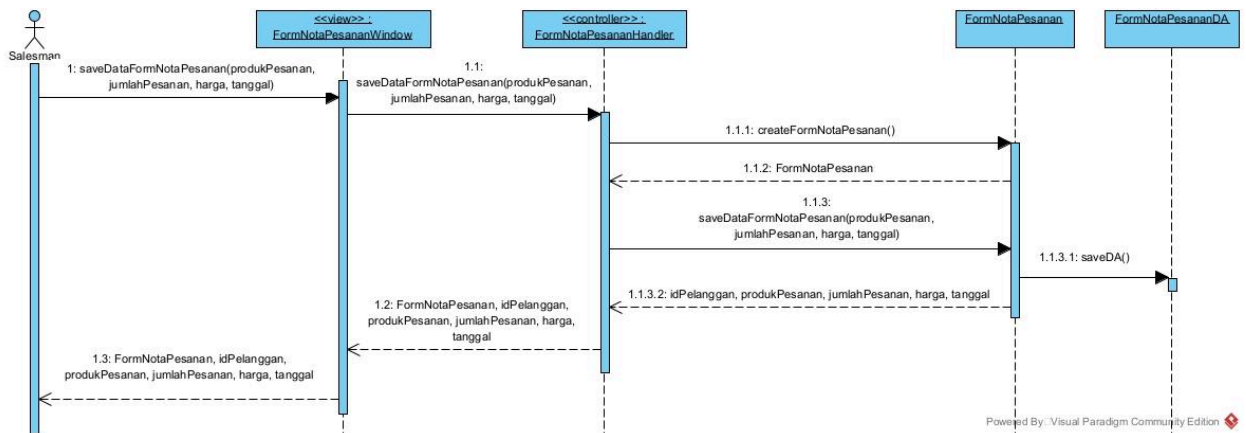 <<view>> :
FormNotaPesananWindow
<<controller>> :
FormNotaPesananHandler
FormNotaPesanan
FormNotaPesananDA
Salesman
1: saveDataFormNotaPesanan(produkPesanan,
jumlahPesanan, harga, tanggal)
1.1:
saveDataFormNotaPesanan(produkPesanan,
jumlahPesanan, harga, tanggal)
1.1.1: createFormNotaPesanan()
1.1.2: FormNotaPesanan
1.1.3:
saveDataFormNotaPesanan(produkPesanan,
jumlahPesanan, harga, tanggal)
1.1.3.1: saveDA()
1.1.3.2: idPelanggan, produkPesanan, jumlahPesanan, harga, tanggal
1.2: FormNotaPesanan, idPelanggan,
produkPesanan, jumlahPesanan, harga,
tanggal
1.3: FormNotaPesanan, idPelanggan,
produkPesanan, jumlahPesanan, harga, tanggal
Powered By Visual Paradigm Community Edition